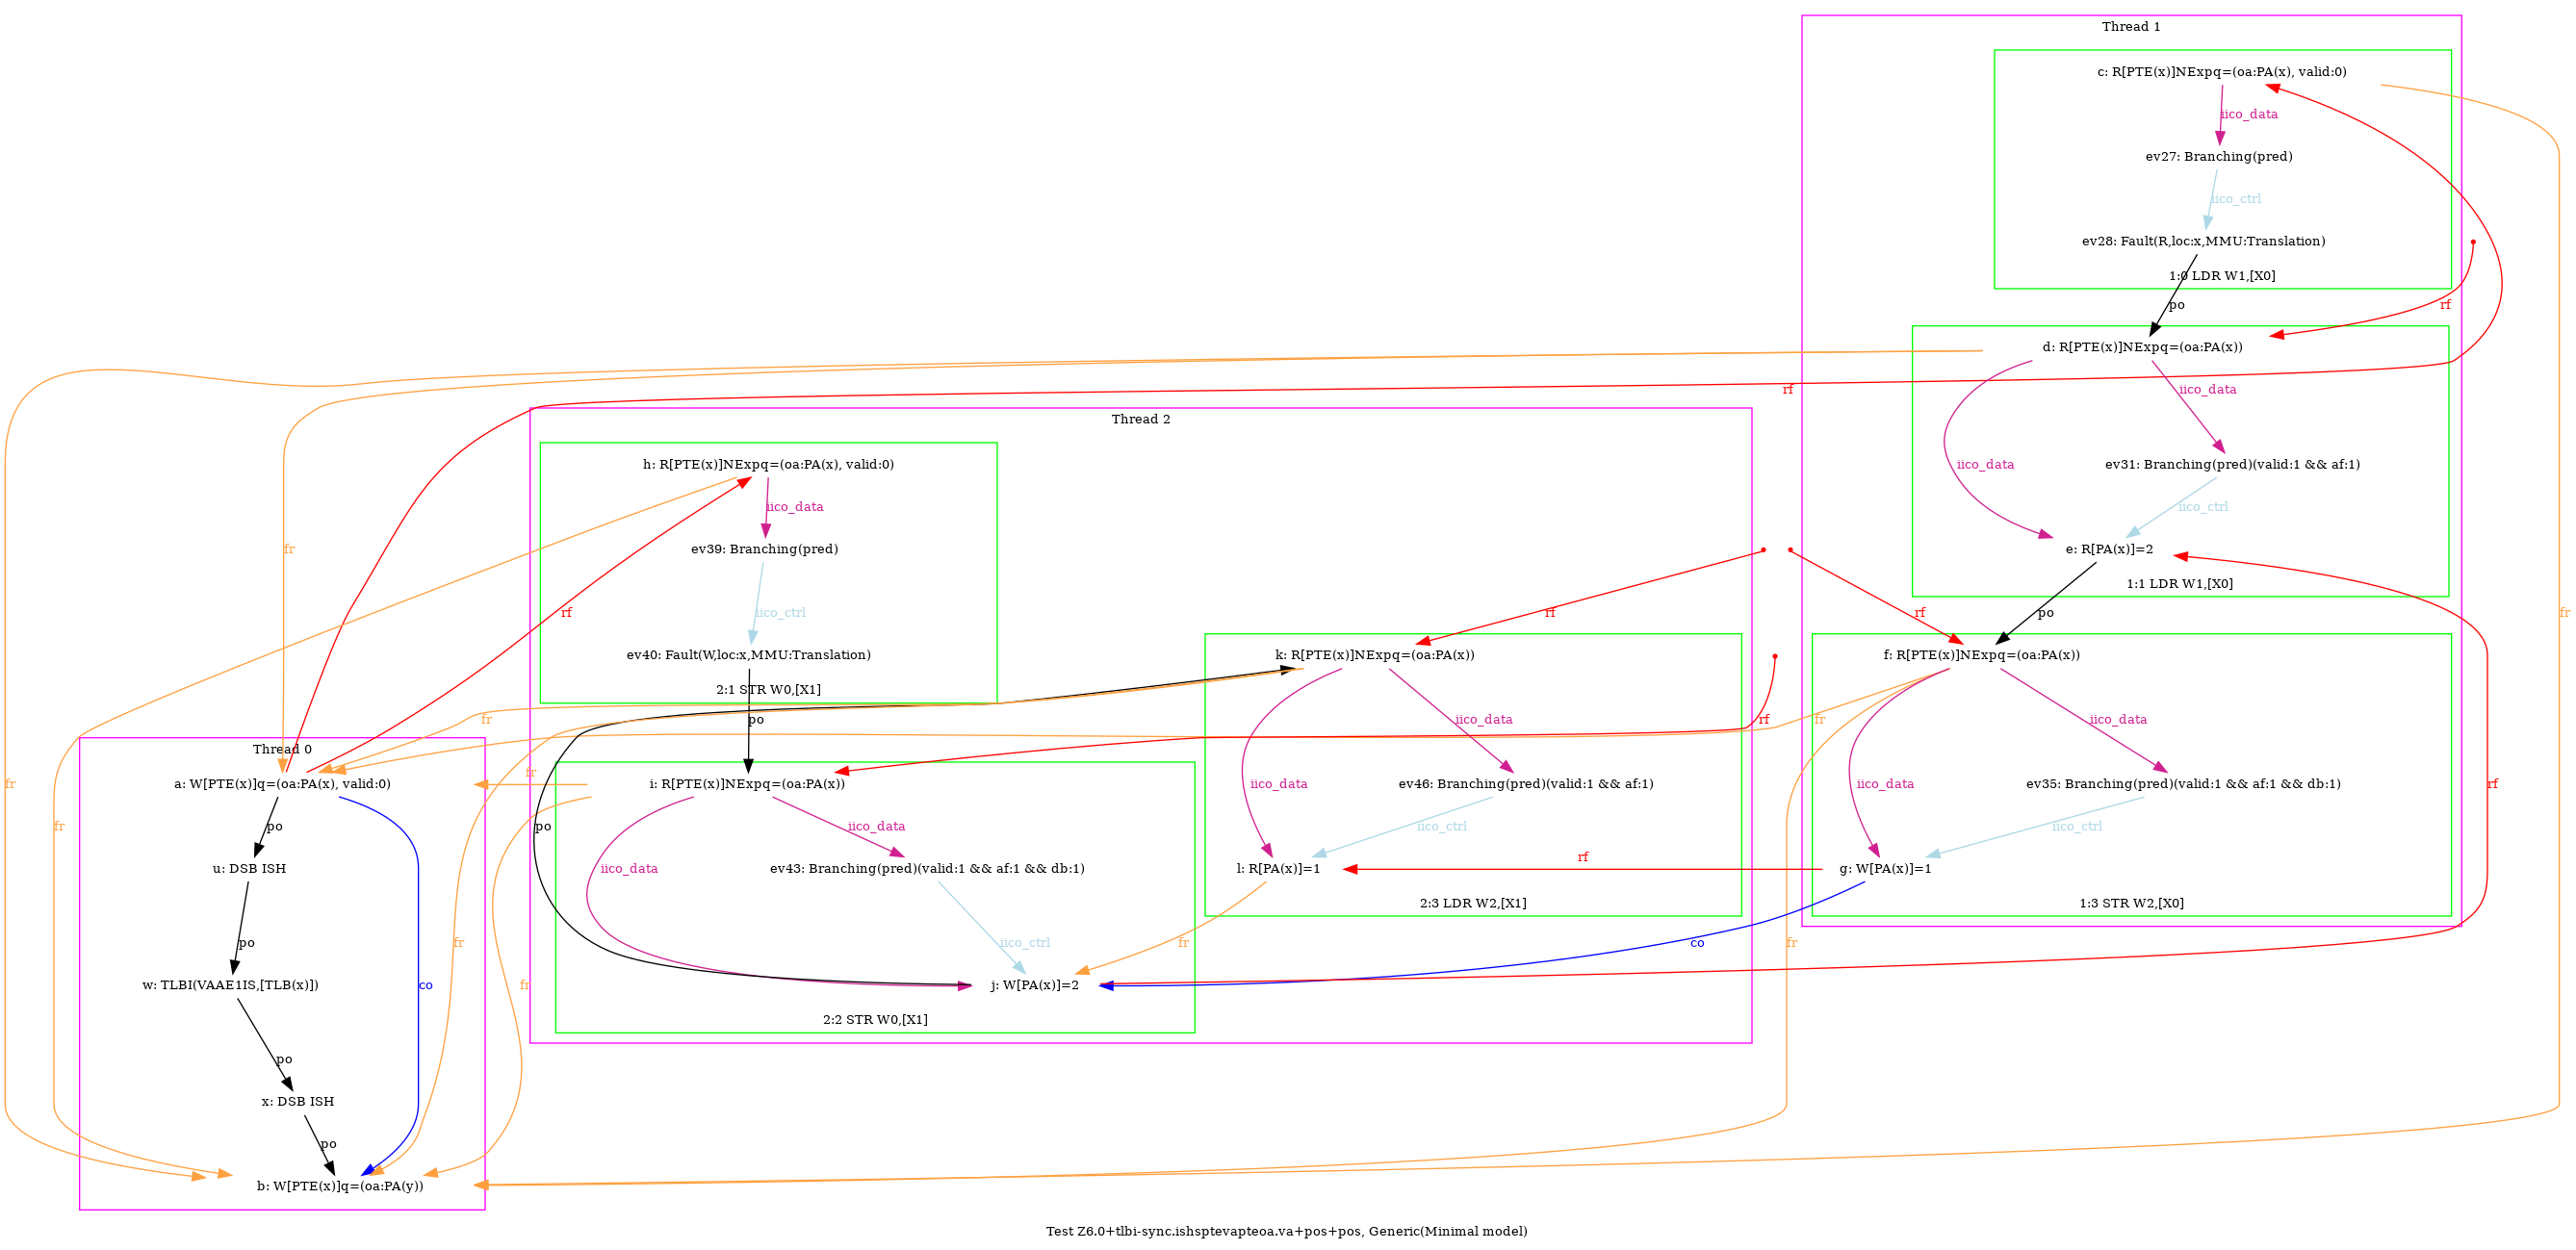 Thread 1
c: R[PTE(x)]NExpq=(oa:PA(x), valid:0)
iico_data
ev27: Branching(pred)
iico_ctrl
ev28: Fault(R,loc:x,MMU:Translation)
1:0 LDR W1,[X0]
po
rf
d: R[PTE(x)]NExpq=(oa:PA(x))
rf
iico_data
Thread 2
h: R[PTE(x)]NExpq=(oa:PA(x), valid:0)
iico_data
ev31: Branching(pred)(valid:1 && af:1)
iico_data
iico_ctrl
fr
ev39: Branching(pred)
e: R[PA(x)]=2
1:1 LDR W1,[X0]
rf
iico_ctrl
rf
rf
po
fr
ev40: Fault(W,loc:x,MMU:Translation)
k: R[PTE(x)]NExpq=(oa:PA(x))
f: R[PTE(x)]NExpq=(oa:PA(x))
2:1 STR W0,[X1]
fr
po
iico_data
rf
fr
iico_data
Thread 0
fr
a: W[PTE(x)]q=(oa:PA(x), valid:0)
fr
i: R[PTE(x)]NExpq=(oa:PA(x))
iico_data
ev46: Branching(pred)(valid:1 && af:1)
iico_data
ev35: Branching(pred)(valid:1 && af:1 && db:1)
rf
fr
po
po
iico_data
iico_ctrl
iico_ctrl
u: DSB ISH
iico_data
ev43: Branching(pred)(valid:1 && af:1 && db:1)
l: R[PA(x)]=1
rf
g: W[PA(x)]=1
2:3 LDR W2,[X1]
1:3 STR W2,[X0]
po
fr
iico_ctrl
fr
co
fr
w: TLBI(VAAE1IS,[TLB(x)])
co
fr
j: W[PA(x)]=2
2:2 STR W0,[X1]
po
x: DSB ISH
po
b: W[PTE(x)]q=(oa:PA(y))
Test Z6.0+tlbi-sync.ishsptevapteoa.va+pos+pos, Generic(Minimal model)